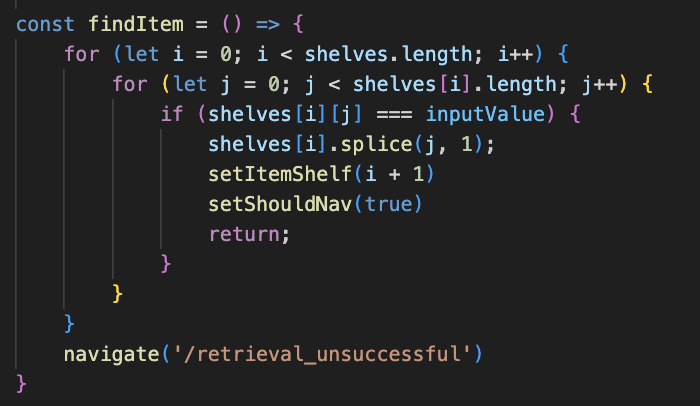 const findItem = () => {
    for (let i = 0; i < shelves.length; i++) {
        for (let j = 0; j < shelves[i].length; j++) {
            if (shelves[i][j] === inputValue) {
                shelves[i].splice(j, 1);
                setItemShelf(i + 1)
                setShouldNav(true)
                return;
            }
        }
    }
    navigate('/retrieval_unsuccessful')
}